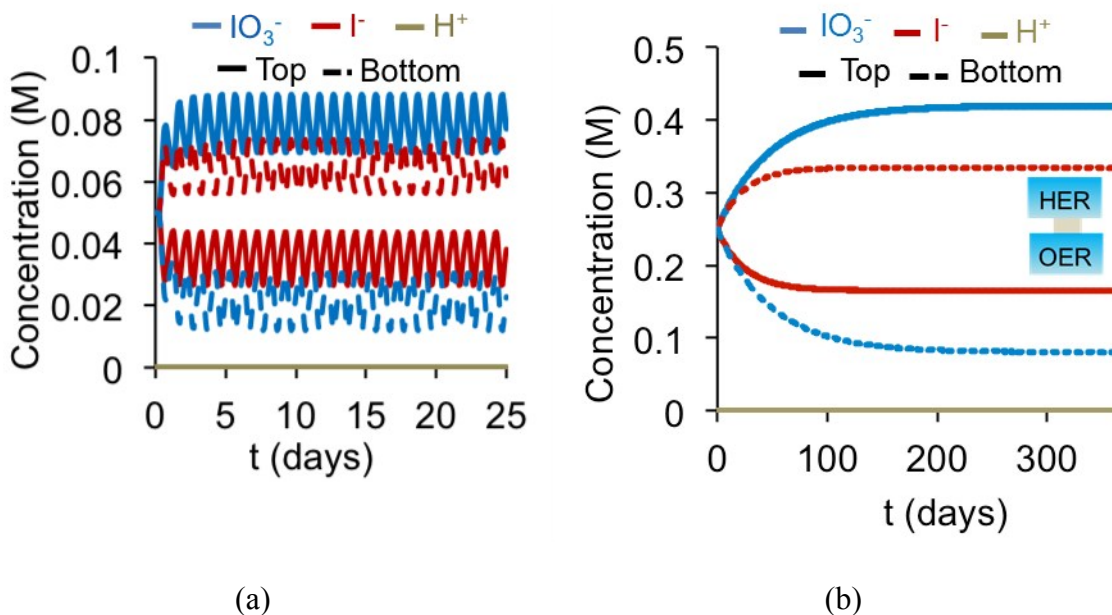 IO3- I- H+
Top Bottom
0.1
0.08
0.06
0.04
0.02
0
Concentration (M)
0 5 10 15 20 25
t (days)
(a)
IO3- I- H+
Top Bottom
0.5
0.4
0.3
0.2
0.1
0
Concentration (M)
HER
OER
0 100 200 300
t (days)
(b)